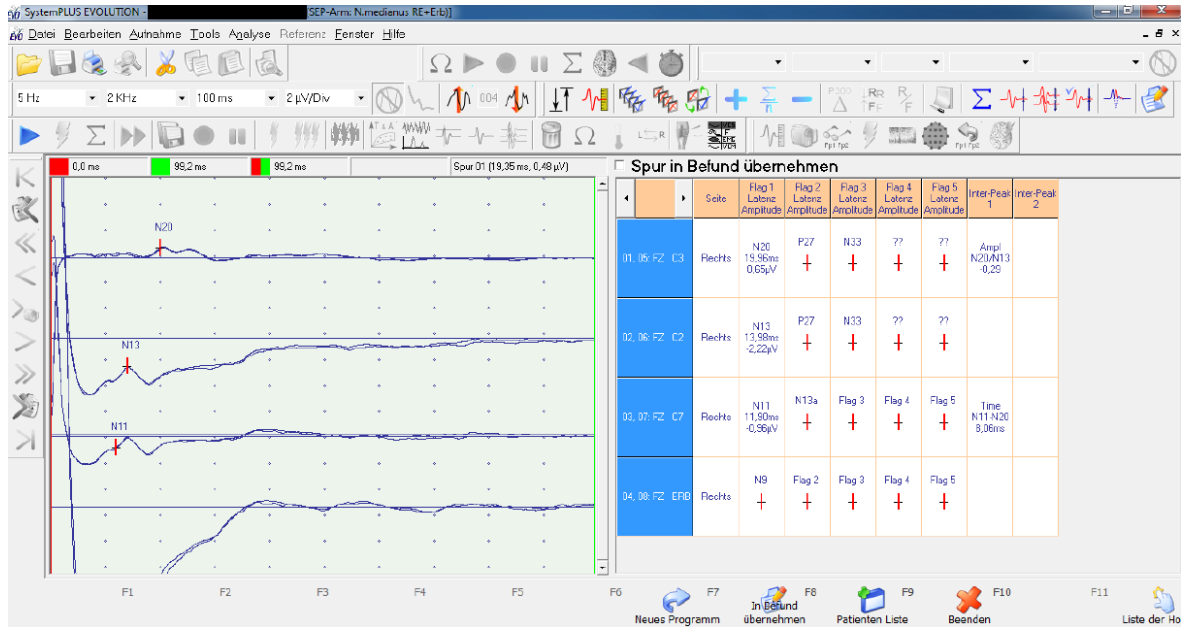 SystemPLUS EVOLUTION - [SEP-Arm: N.medianus RE+Erb)]
Datei Bearbeiten Aufnahme Tools Analyse Referenz Fenster Hilfe
5 Hz 2 KHz 100 ms 2 µV/Div
0,0 ms 99,2 ms 99,2 ms Spur 01 (19,35 ms, 0,48 µV)
N20
N13
N11
Spur in Befund übernehmen
Seite Flag 1 Latenz Amplitude Flag 2 Latenz Amplitude Flag 3 Latenz Amplitude Flag 4 Latenz Amplitude Flag 5 Latenz Amplitude Inter-Peak 1 Inter-Peak 2
01, 05: FZ C3 Rechts N20 19,96ms 0,65µV P27 N33 ?? ?? Ampl N20/N13 -0,29
02, 06: FZ C2 Rechts N13 13,98ms -2,22µV P27 N33 ?? ??
03, 07: FZ C7 Rechts N11 11,90ms -0,96µV N13a Flag 3 Flag 4 Flag 5 Time N11-N20 8,06ms
04, 08: FZ ERB Rechts N9 Flag 2 Flag 3 Flag 4 Flag 5
F1 F2 F3 F4 F5 F6 F7 F8 F9 F10 F11
Neues Programm In Befund übernehmen Patienten Liste Beenden Liste der Ho